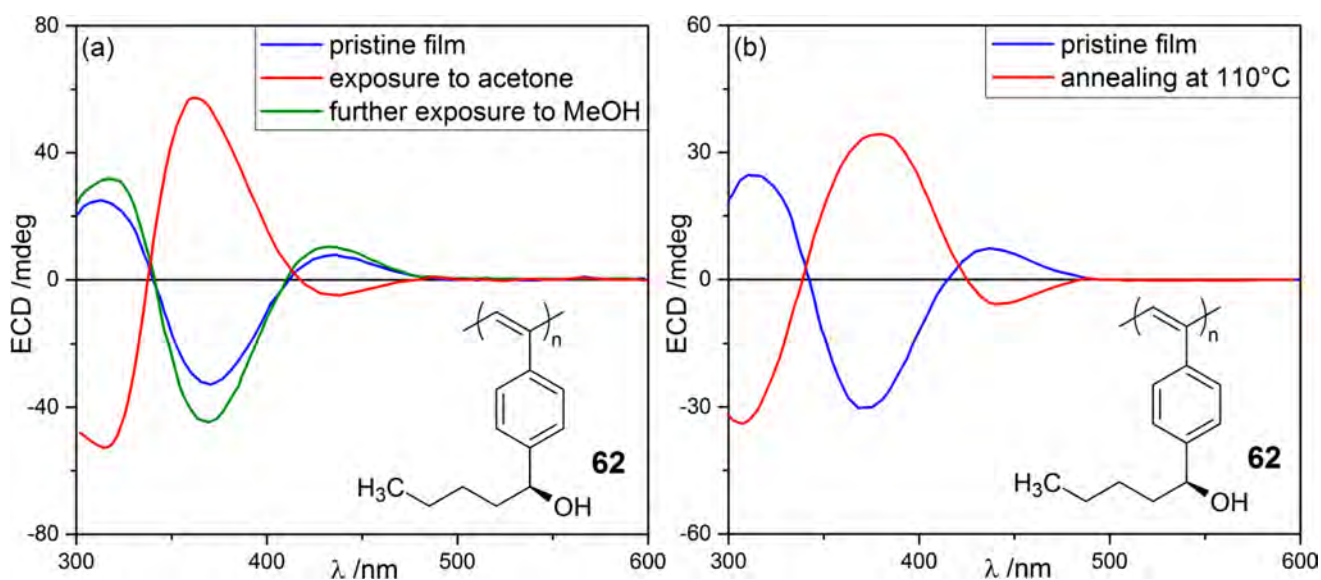 (a)
pristine film
exposure to acetone
further exposure to MeOH
ECD /mdeg
80
40
0
-40
-80
300
400
500
600
λ /nm
n
62
H₃C
OH
(b)
pristine film
annealing at 110°C
ECD /mdeg
60
30
0
-30
-60
300
400
500
600
λ /nm
n
62
H₃C
OH